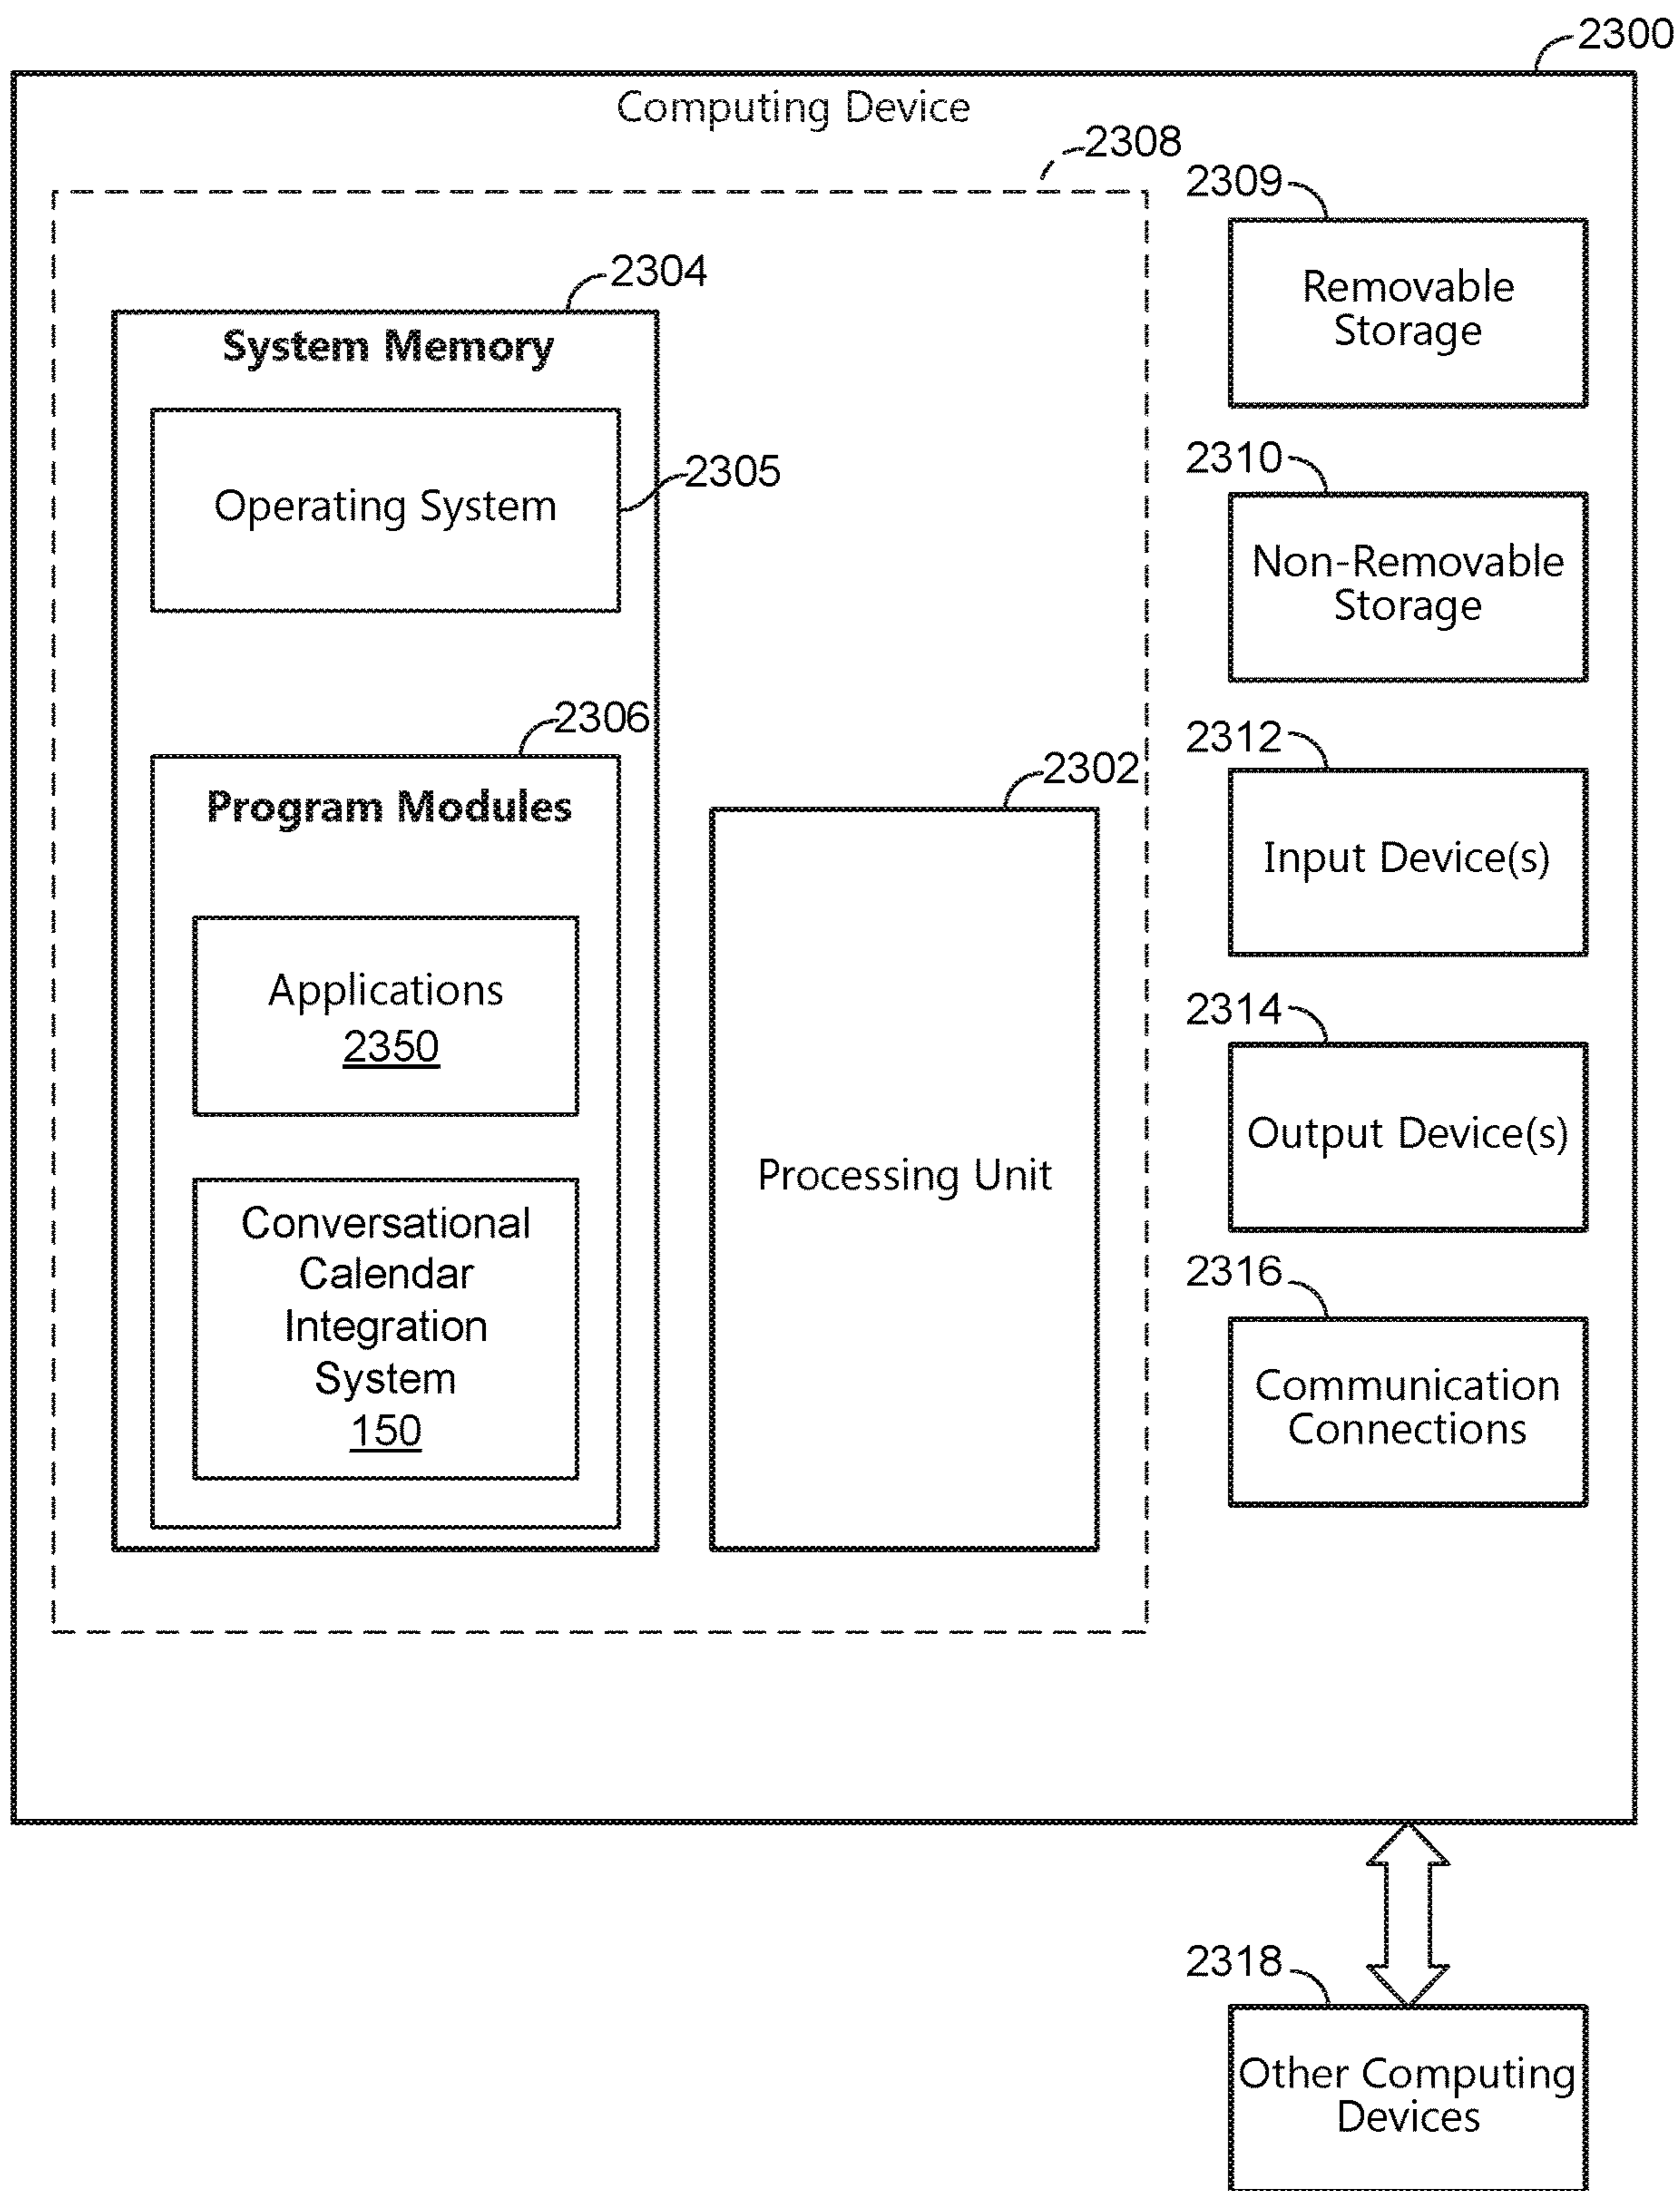 2300
Computing Device
2308
2309
Removable
Storage
2304
System Memory
Operating System
2305
2310
Non-Removable
Storage
2306
Program Modules
2302
2312
Input Device(s)
Applications
2350
2314
Output Device(s)
Processing Unit
Conversational
Calendar
Integration
System
150
2316
Communication
Connections
2318
Other Computing
Devices